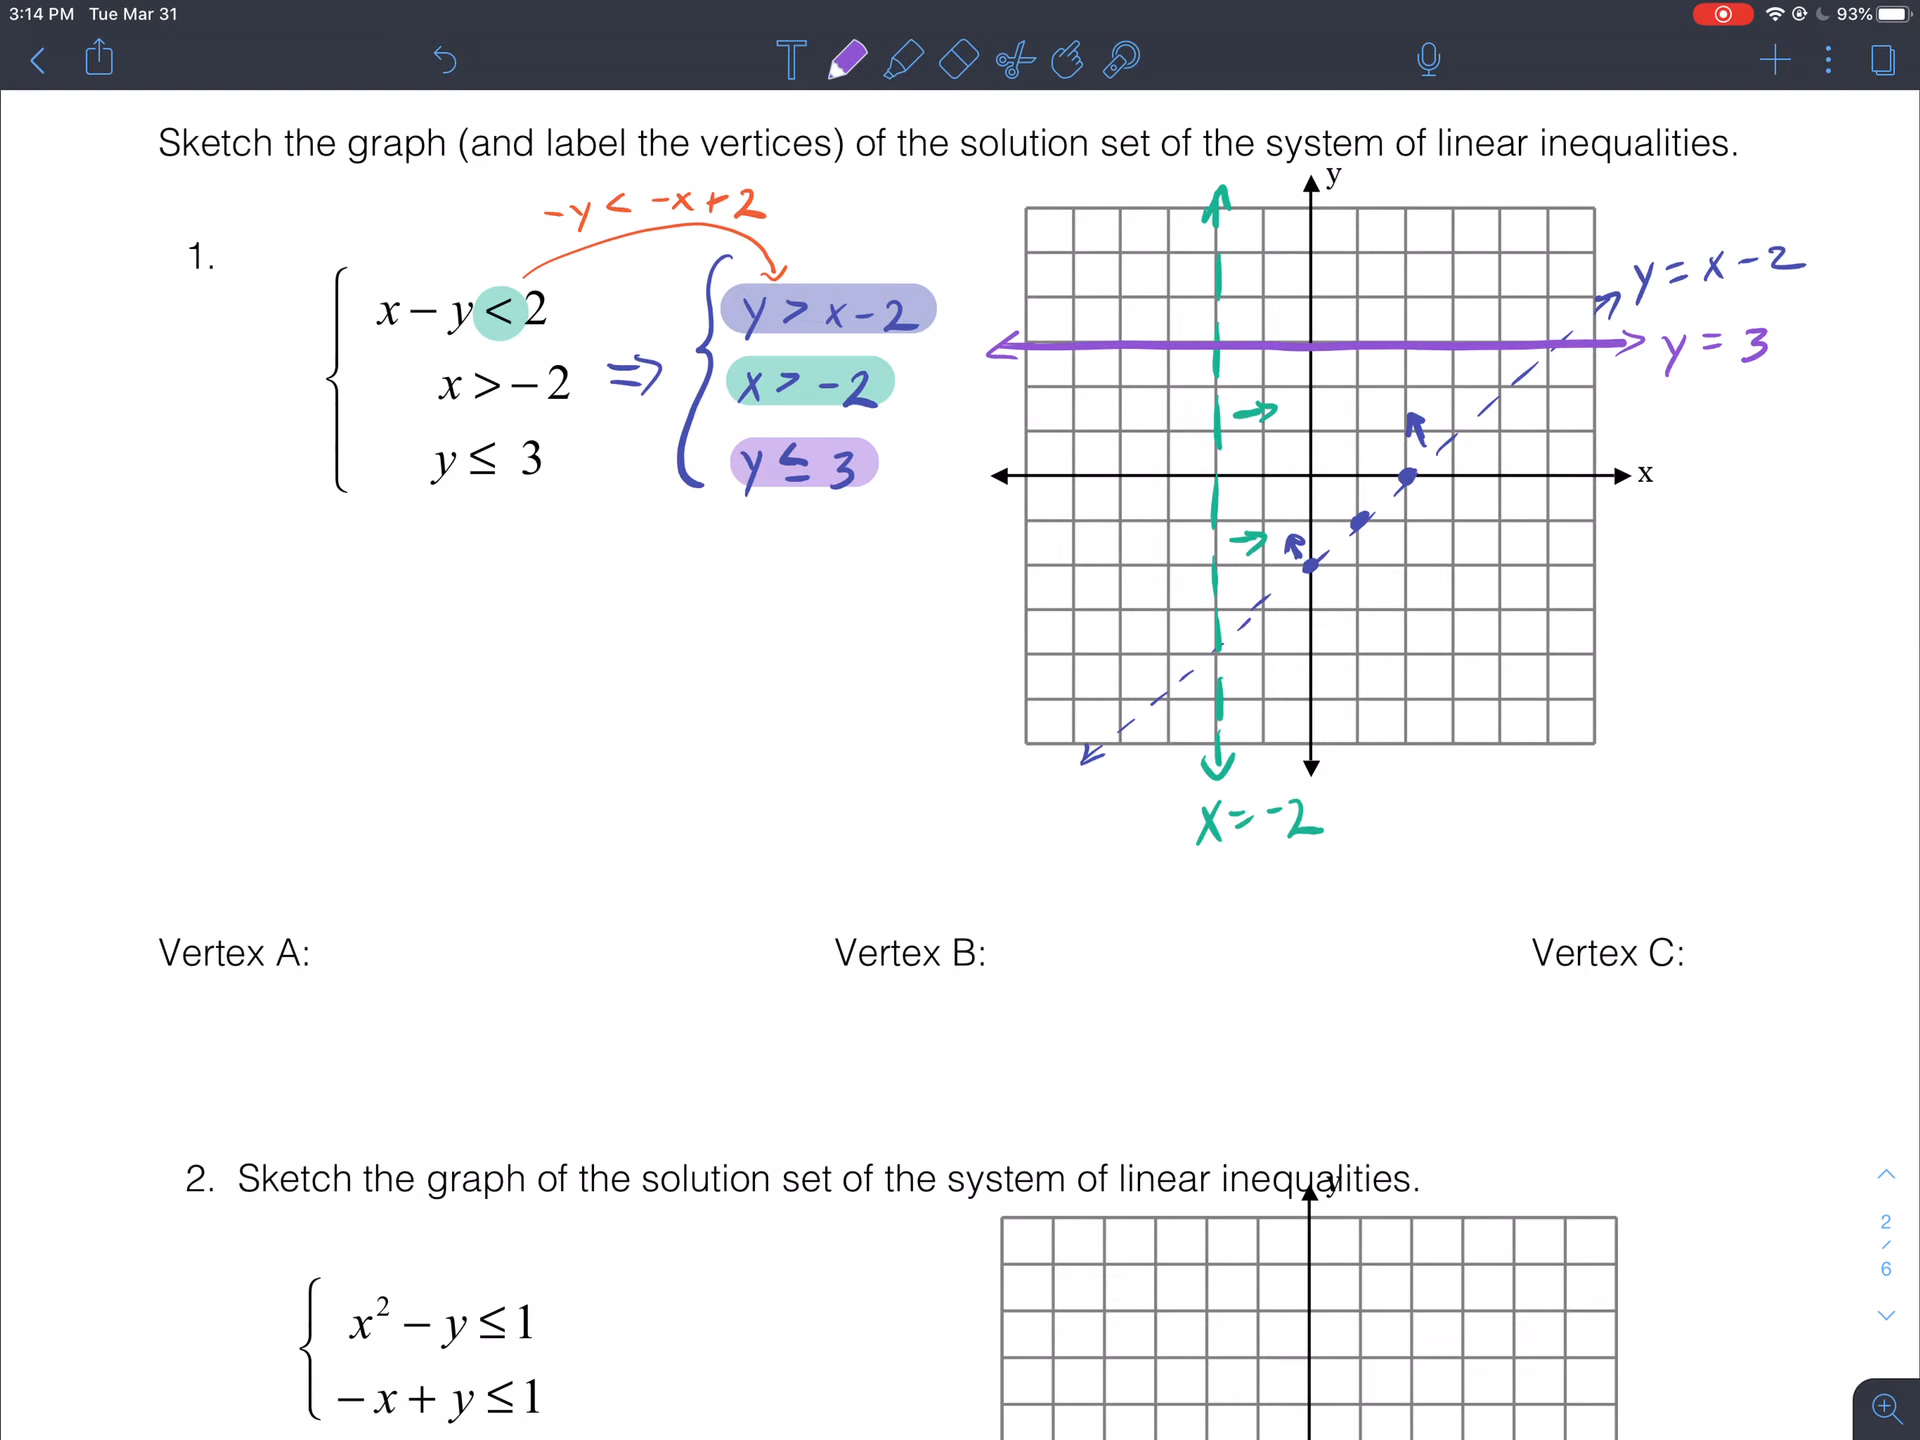 3:14 PM Tue Mar 31 93%
Sketch the graph (and label the vertices) of the solution set of the system of linear inequalities.
-y < -x + 2
1.
x − y < 2
x > − 2
y ≤ 3
⇒
y > x - 2
x > -2
y ≤ 3
y
x
y = x - 2
y = 3
x = -2
Vertex A: Vertex B: Vertex C:
2. Sketch the graph of the solution set of the system of linear inequalities.
y
x² − y ≤ 1
− x + y ≤ 1
2
/
6